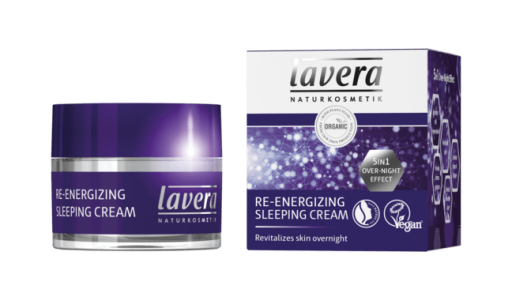 RE-ENERGIZING
SLEEPING CREAM
lavera
NATURKOSMETIK
lavera
NATURKOSMETIK
ORGANIC
5IN1
OVER-NIGHT
EFFECT
RE-ENERGIZING
SLEEPING CREAM
Revitalizes skin overnight
Vegan